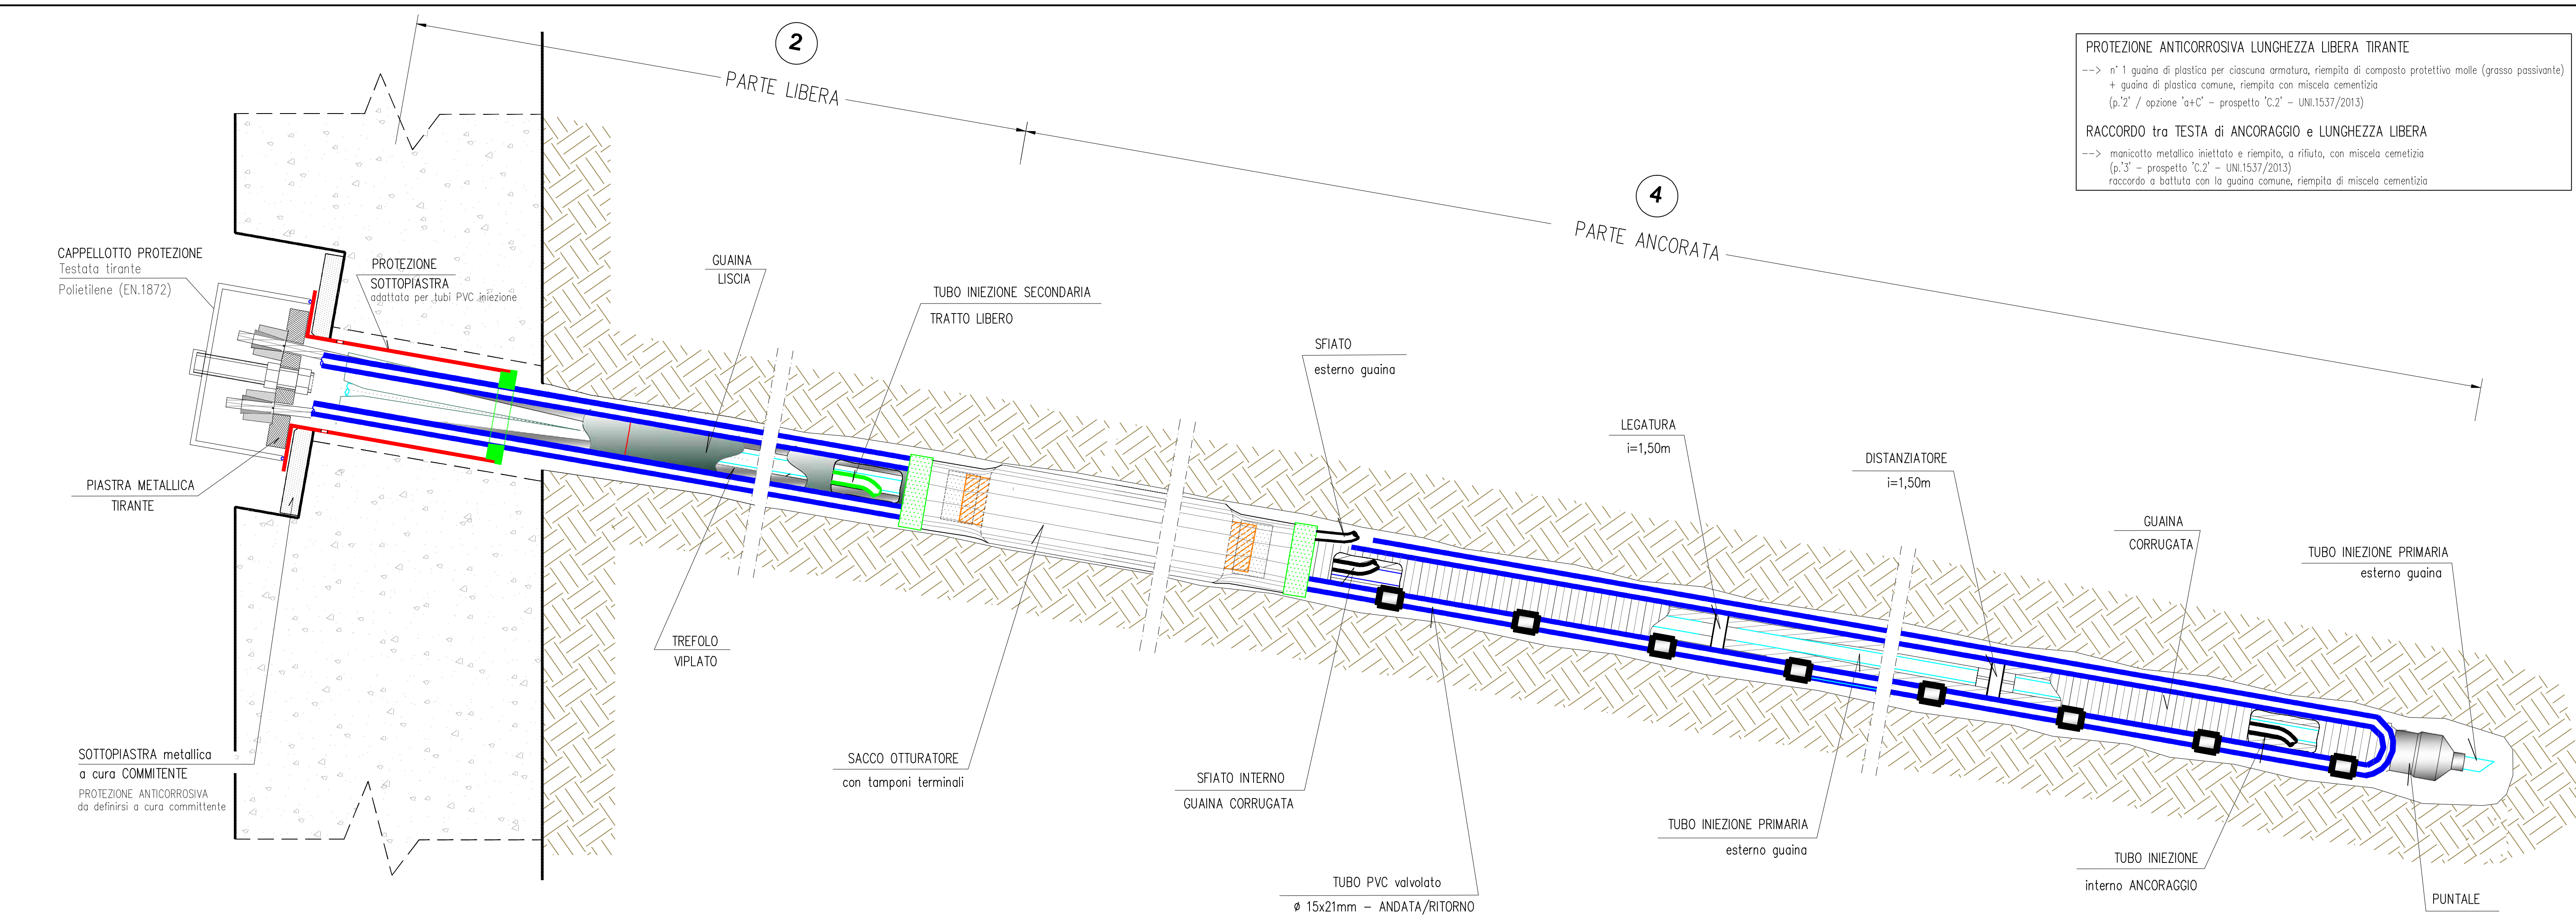 2
PARTE LIBERA
4
PARTE ANCORATA
PROTEZIONE ANTICORROSIVA LUNGHEZZA LIBERA TIRANTE
--> n° 1 guaina di plastica per ciascuna armatura, riempita di composto protettivo molle (grasso passivante)
+ guaina di plastica comune, riempita con miscela cementizia
(p.'2' / opzione 'a+C' - prospetto 'C.2' - UNI.1537/2013)
RACCORDO tra TESTA di ANCORAGGIO e LUNGHEZZA LIBERA
--> manicotto metallico iniettato e riempito, a rifiuto, con miscela cemetizia
(p.'3' - prospetto 'C.2' - UNI.1537/2013)
raccordo a battuta con la guaina comune, riempita di miscela cementizia
CAPPELLOTTO PROTEZIONE
Testata tirante
Polietilene (EN.1872)
PROTEZIONE
SOTTOPIASTRA
adattata per tubi PVC iniezione
GUAINA
LISCIA
TUBO INIEZIONE SECONDARIA
TRATTO LIBERO
SFIATO
esterno guaina
LEGATURA
i=1,50m
DISTANZIATORE
i=1,50m
GUAINA
CORRUGATA
TUBO INIEZIONE PRIMARIA
esterno guaina
PIASTRA METALLICA
TIRANTE
TREFOLO
VIPLATO
SOTTOPIASTRA metallica
a cura COMMITENTE
PROTEZIONE ANTICORROSIVA
da definirsi a cura committente
SACCO OTTURATORE
con tamponi terminali
SFIATO INTERNO
GUAINA CORRUGATA
TUBO PVC valvolato
ø 15x21mm - ANDATA/RITORNO
TUBO INIEZIONE PRIMARIA
esterno guaina
TUBO INIEZIONE
interno ANCORAGGIO
PUNTALE